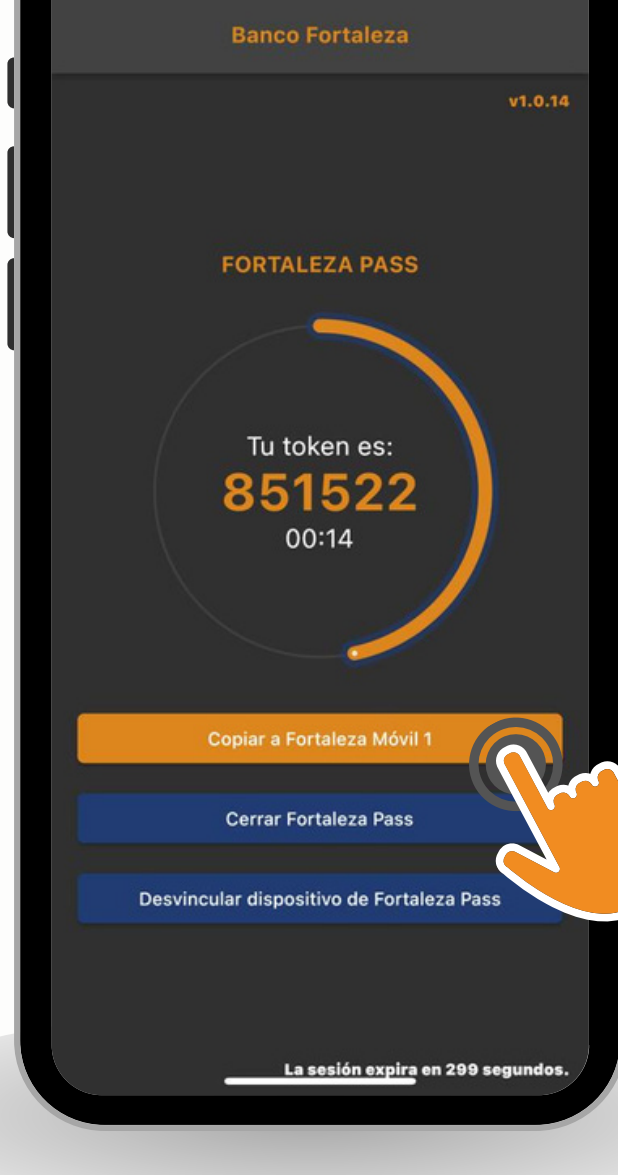 Banco Fortaleza
v1.0.14
FORTALEZA PASS
Tu token es:
851522
00:14
Copiar a Fortaleza Móvil 1
Cerrar Fortaleza Pass
Desvincular dispositivo de Fortaleza Pass
La sesión expira en 299 segundos.